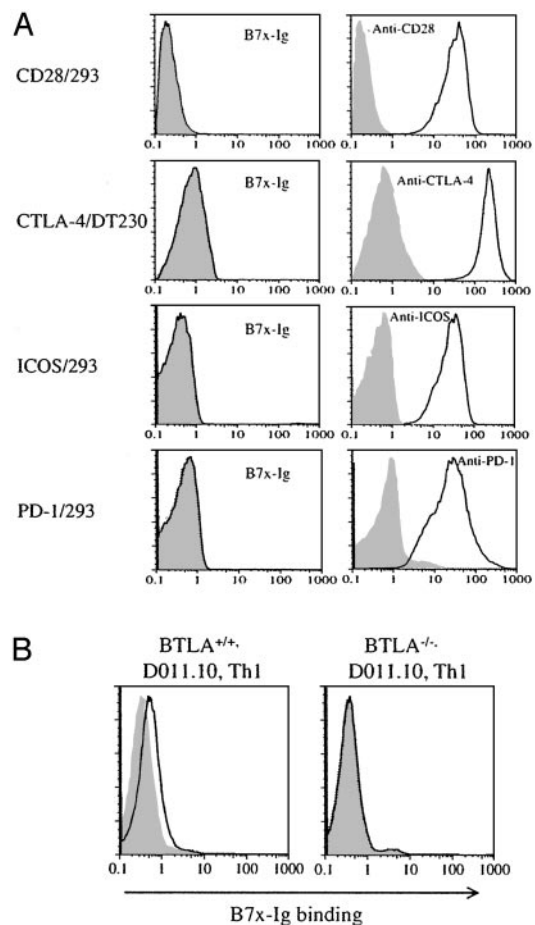 A
CD28/293
B7x-Ig
0.1 1 10 100 1000
Anti-CD28
0.1 1 10 100 1000
CTLA-4/DT230
B7x-Ig
0.1 1 10 100 1000
Anti-CTLA-4
0.1 1 10 100 1000
ICOS/293
B7x-Ig
0.1 1 10 100 1000
Anti-ICOS
0.1 1 10 100 1000
PD-1/293
B7x-Ig
0.1 1 10 100 1000
Anti-PD-1
0.1 1 10 100 1000
B
BTLA+/+,
D011.10, Th1
0.1 1 10 100 1000
BTLA-/-,
D011.10, Th1
0.1 1 10 100 1000
B7x-Ig binding